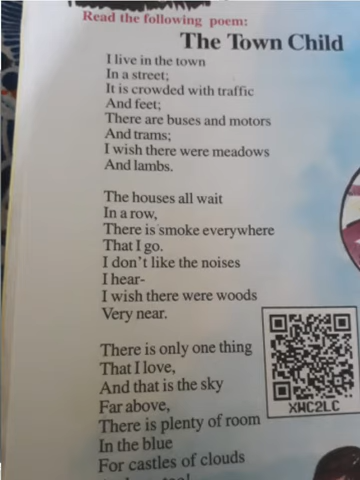 Read the following poem:
The Town Child
I live in the town
In a street;
It is crowded with traffic
And feet;
There are buses and motors
And trams;
I wish there were meadows
And lambs.
The houses all wait
In a row,
There is smoke everywhere
That I go.
I don't like the noises
I hear-
I wish there were woods
Very near.
There is only one thing
That I love,
And that is the sky
Far above,
There is plenty of room
In the blue
For castles of clouds
XWC2LC